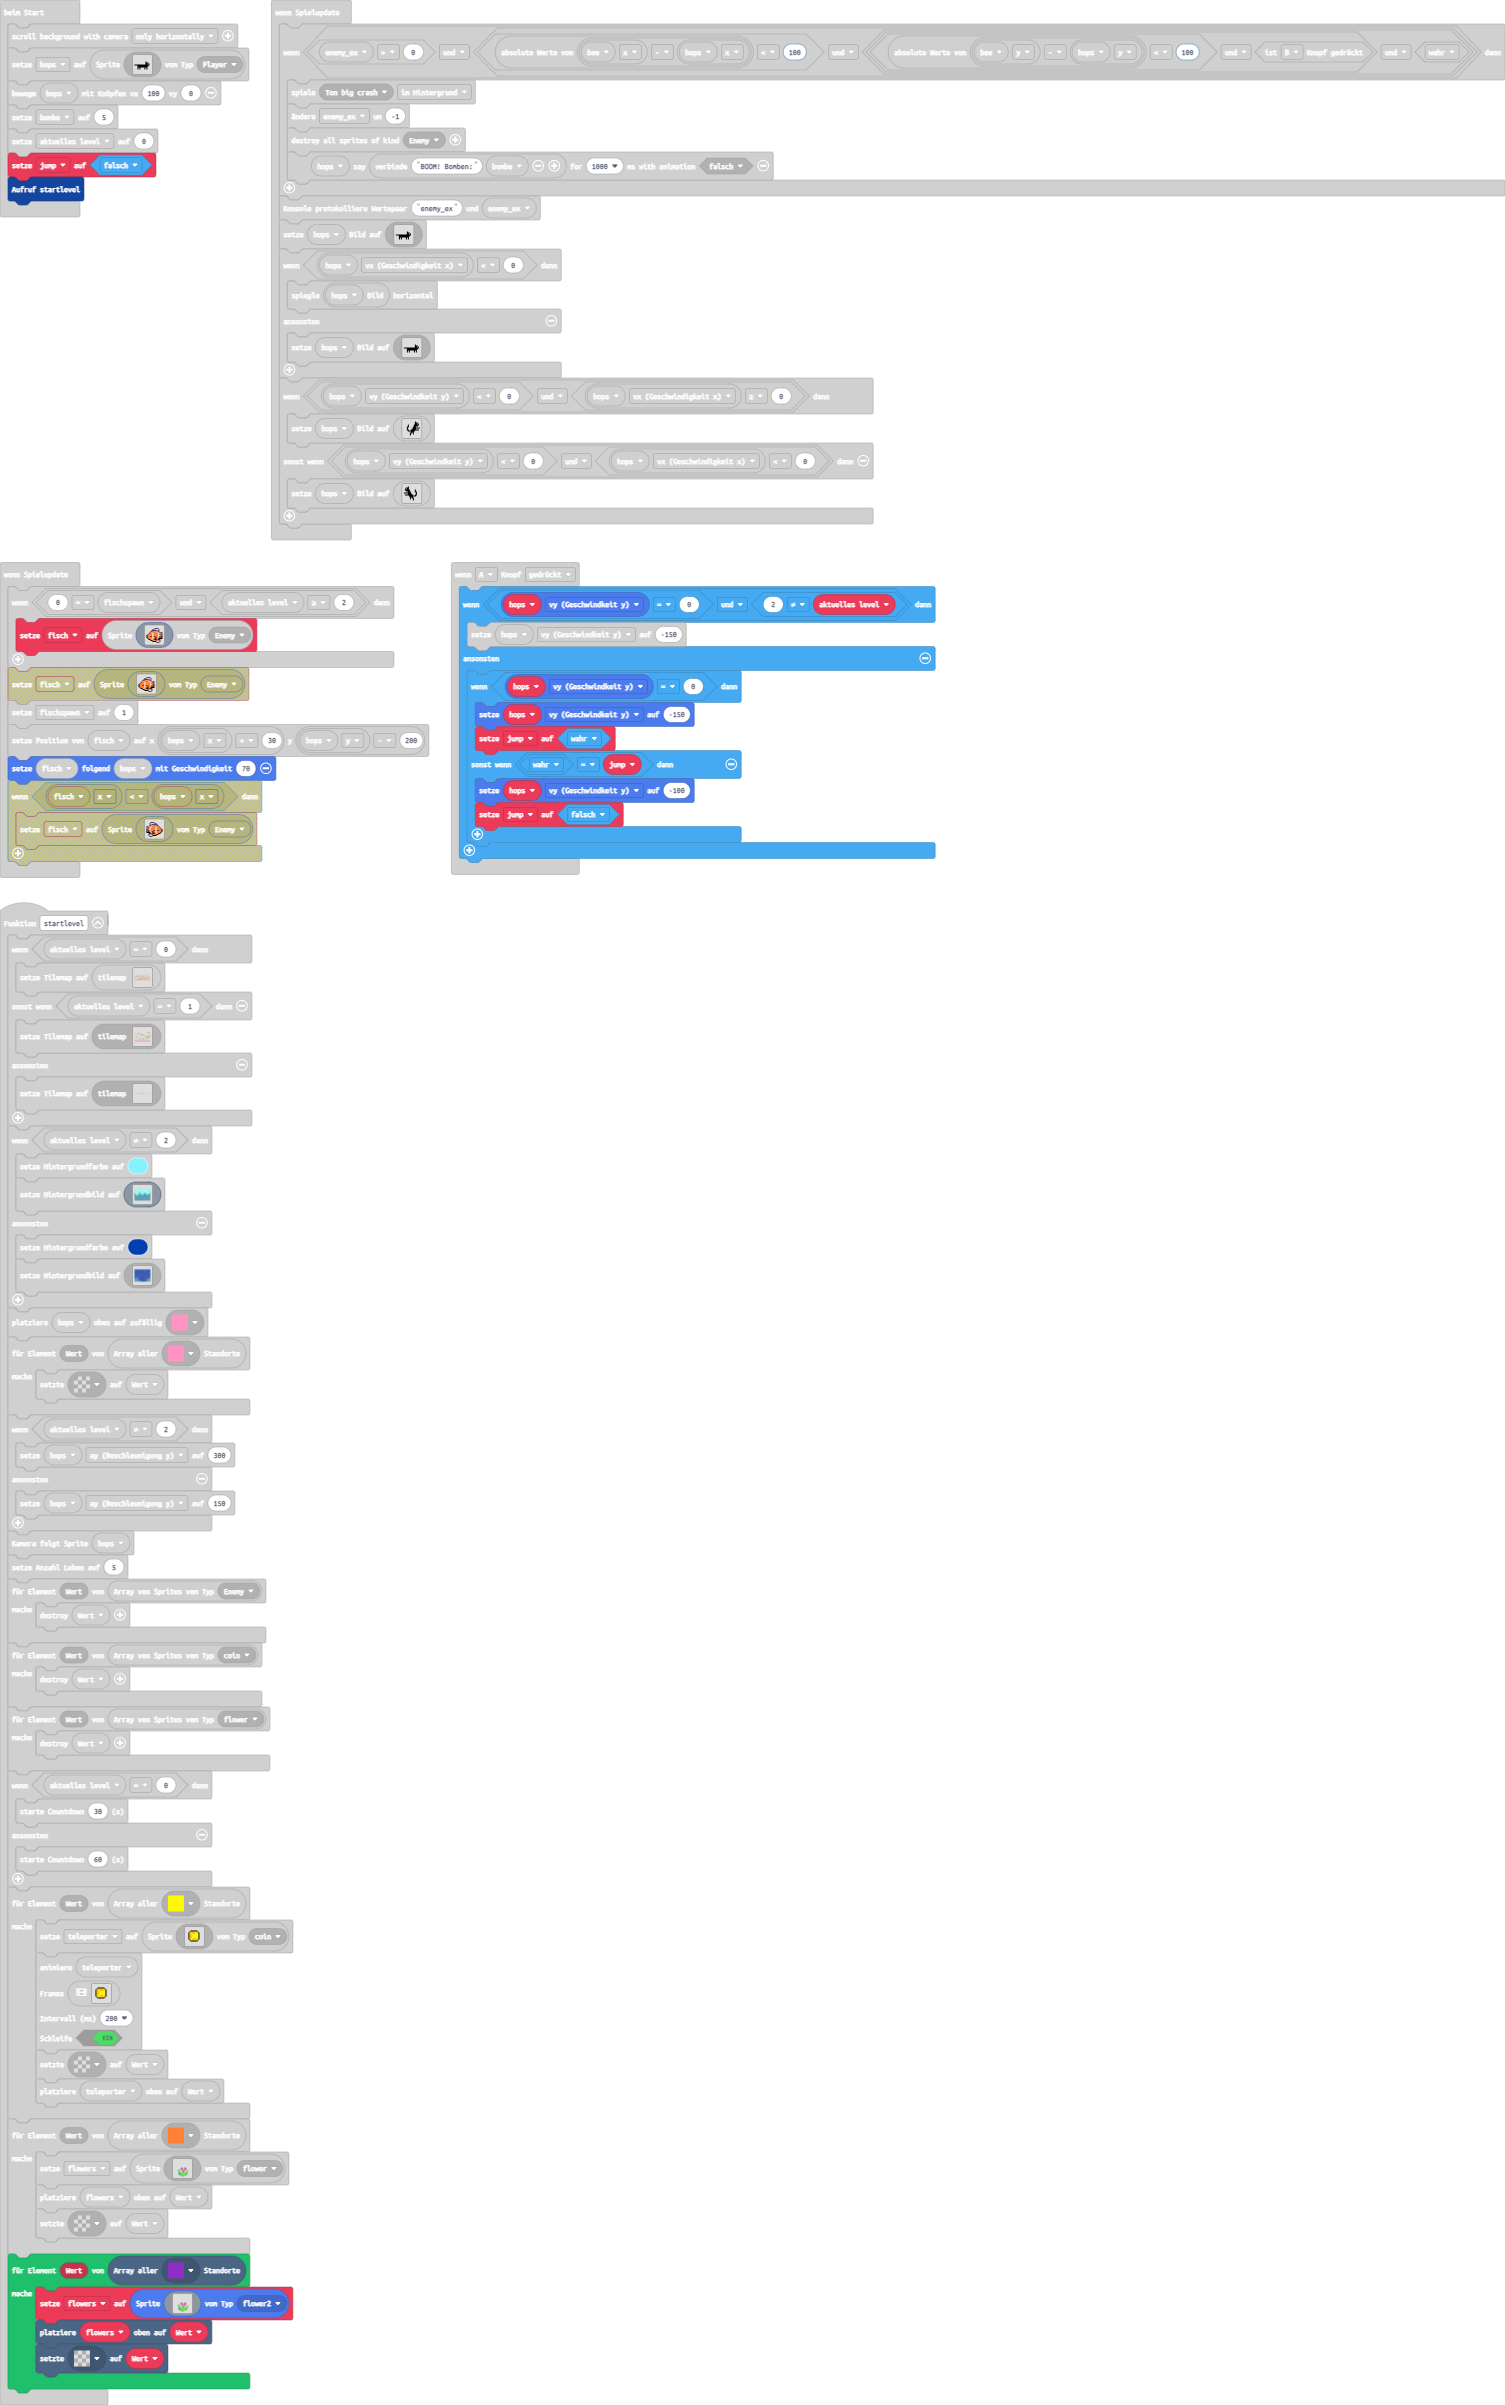 beim Start
scroll background with camera only horizontally
setze hops auf Sprite vom Typ Player
bewege hops mit Knöpfen vx 100 vy 0
setze bombe auf 5
setze aktuelles level auf 0
setze jump auf falsch
Aufruf startlevel
wenn Spielupdate
wenn enemy_ex > 0 und absolute Werte von bee x - hops x < 100 und absolute Werte von bee y - hops y < 100 und ist B Knopf gedrückt und wahr dann
spiele Ton big crash im Hintergrund
ändere enemy_ex um -1
destroy all sprites of kind Enemy
hops say verbinde "BOOM! Bomben:" bombe for 1000 ms with animation falsch
Konsole protokolliere Wertepaar "enemy_ex" und enemy_ex
setze hops Bild auf
wenn hops vx (Geschwindigkeit x) < 0 dann
spiegle hops Bild horizontal
ansonsten
setze hops Bild auf
wenn hops vy (Geschwindkeit y) < 0 und hops vx (Geschwindigkeit x) ≥ 0 dann
setze hops Bild auf
sonst wenn hops vy (Geschwindkeit y) < 0 und hops vx (Geschwindigkeit x) < 0 dann
setze hops Bild auf
wenn Spielupdate
wenn 0 = fischspawn und aktuelles level ≥ 2 dann
setze fisch auf Sprite vom Typ Enemy
setze fisch auf Sprite vom Typ Enemy
setze fischspawn auf 1
setze Position von fisch auf x hops x + 30 y hops y - 200
setze fisch folgend hops mit Geschwindigkeit 70
wenn fisch x < hops x dann
setze fisch auf Sprite vom Typ Enemy
wenn A Knopf gedrückt
wenn hops vy (Geschwindkeit y) = 0 und 2 ≠ aktuelles level dann
setze hops vy (Geschwindkeit y) auf -150
ansonsten
wenn hops vy (Geschwindkeit y) = 0 dann
setze hops vy (Geschwindkeit y) auf -150
setze jump auf wahr
sonst wenn wahr = jump dann
setze hops vy (Geschwindkeit y) auf -100
setze jump auf falsch
Funktion startlevel
wenn aktuelles level = 0 dann
setze Tilemap auf tilemap
sonst wenn aktuelles level = 1 dann
setze Tilemap auf tilemap
ansonsten
setze Tilemap auf tilemap
wenn aktuelles level ≠ 2 dann
setze Hintergrundfarbe auf
setze Hintergrundbild auf
ansonsten
setze Hintergrundfarbe auf
setze Hintergrundbild auf
platziere hops oben auf zufällig
für Element Wert von Array aller Standorte
mache setzte auf Wert
wenn aktuelles level ≠ 2 dann
setze hops ay (Beschleunigung y) auf 300
ansonsten
setze hops ay (Beschleunigung y) auf 150
Kamera folgt Sprite hops
setze Anzahl Leben auf 5
für Element Wert von Array von Sprites vom Typ Enemy
mache destroy Wert
für Element Wert von Array von Sprites vom Typ coin
mache destroy Wert
für Element Wert von Array von Sprites vom Typ flower
mache destroy Wert
wenn aktuelles level = 0 dann
starte Countdown 30 (s)
ansonsten
starte Countdown 60 (s)
für Element Wert von Array aller Standorte
mache setze teleporter auf Sprite vom Typ coin
animiere teleporter
Frames
Intervall (ms) 200
Schleife EIN
setzte auf Wert
platziere teleporter oben auf Wert
für Element Wert von Array aller Standorte
mache setze flowers auf Sprite vom Typ flower
platziere flowers oben auf Wert
setzte auf Wert
für Element Wert von Array aller Standorte
mache setze flowers auf Sprite vom Typ flower2
platziere flowers oben auf Wert
setzte auf Wert